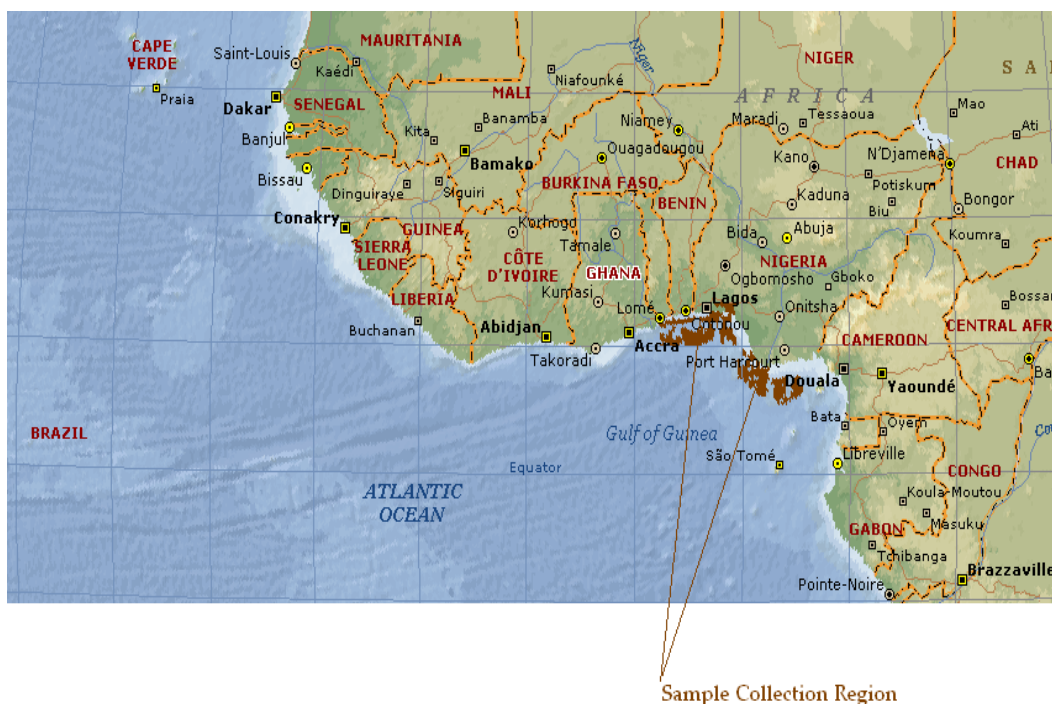 CAPE
VERDE
Praia
Saint-Louis
MAURITANIA
Kaédi
Niafounké
Niger
NIGER
S A
Dakar
SENEGAL
MALI
AFRICA
Mao
Banjul
Kita
Banamba
Niamey
Maradi
Tessaoua
Ati
Bissau
Bamako
Ouagadougou
Kano
N'Djamena
CHAD
Dinguiraye
Siguiri
BURKINA FASO
BENIN
Kaduna
Potiskum
Biu
Bongor
Conakry
GUINEA
Korhogo
Tamale
Bida
Abuja
Koumra
SIERRA
LEONE
CÔTE
D'IVOIRE
GHANA
NIGERIA
Ogbomosho
Gboko
LIBERIA
Kumasi
Lomé
Lagos
Onitsha
Bossan
Buchanan
Abidjan
Cotonou
CENTRAL AFR
Takoradi
Accra
Port Harcourt
CAMEROON
Ba
Douala
Yaoundé
BRAZIL
Gulf of Guinea
Bata
Oyem
Equator
São Tomé
Libreville
CONGO
ATLANTIC
OCEAN
Koula-Moutou
Masuku
GABON
Tchibanga
Pointe-Noire
Brazzaville
Sample Collection Region